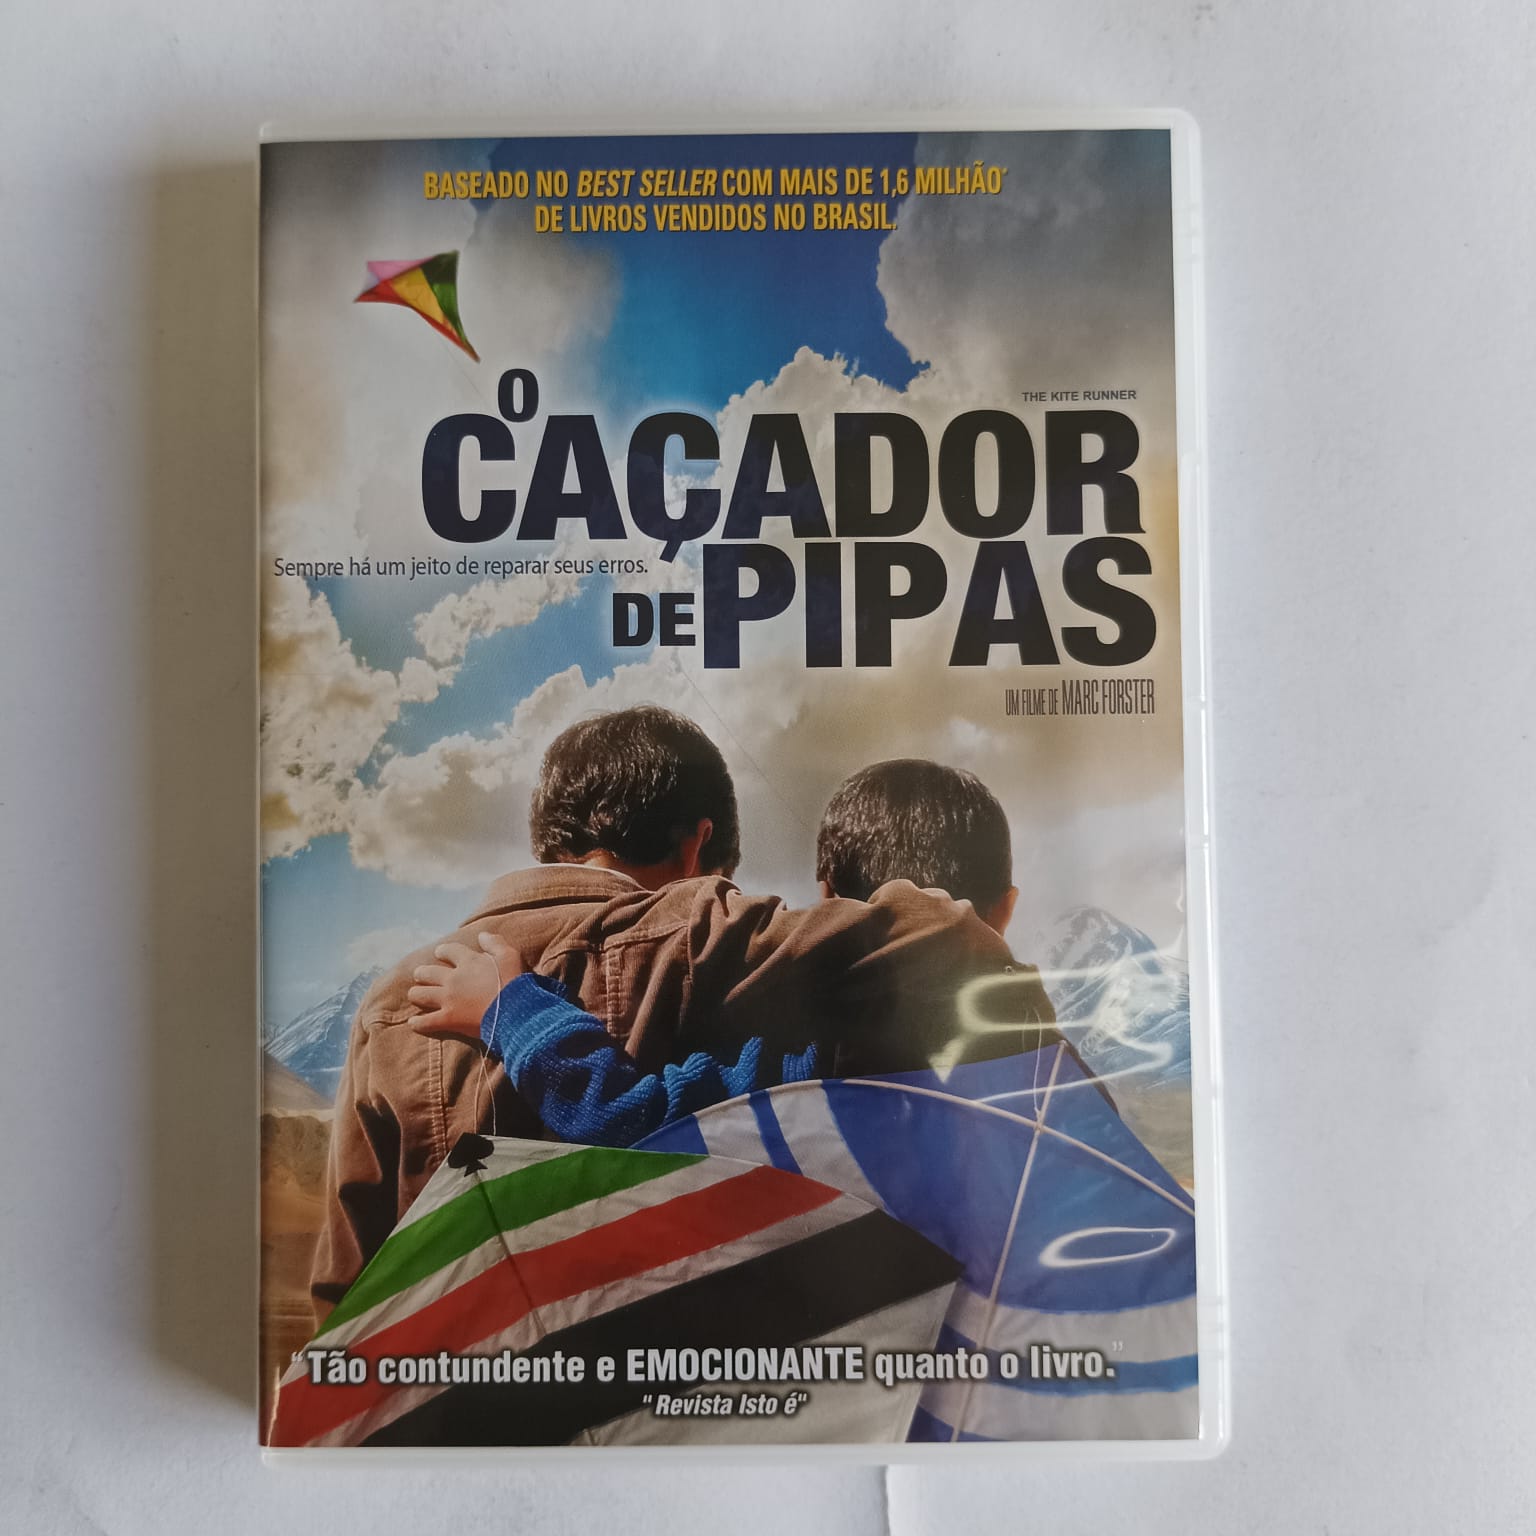 BASEADO NO BEST SELLER COM MAIS DE 1,6 MILHÃO*
DE LIVROS VENDIDOS NO BRASIL.
THE KITE RUNNER
O
CAÇADOR
Sempre há um jeito de reparar seus erros.
DE PIPAS
UM FILME DE MARC FORSTER
“Tão contundente e EMOCIONANTE quanto o livro.”
"Revista Isto é"